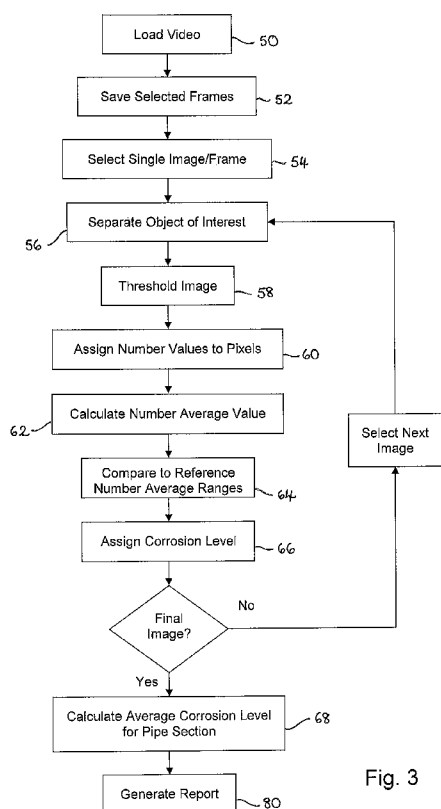 Load Video
50
Save Selected Frames
52
Select Single Image/Frame
54
Separate Object of Interest
56
Threshold Image
58
Assign Number Values to Pixels
60
Calculate Number Average Value
62
Select Next
Image
Compare to Reference
Number Average Ranges
64
Assign Corrosion Level
66
Final
Image?
No
Yes
Calculate Average Corrosion Level
for Pipe Section
68
Generate Report
80
Fig. 3